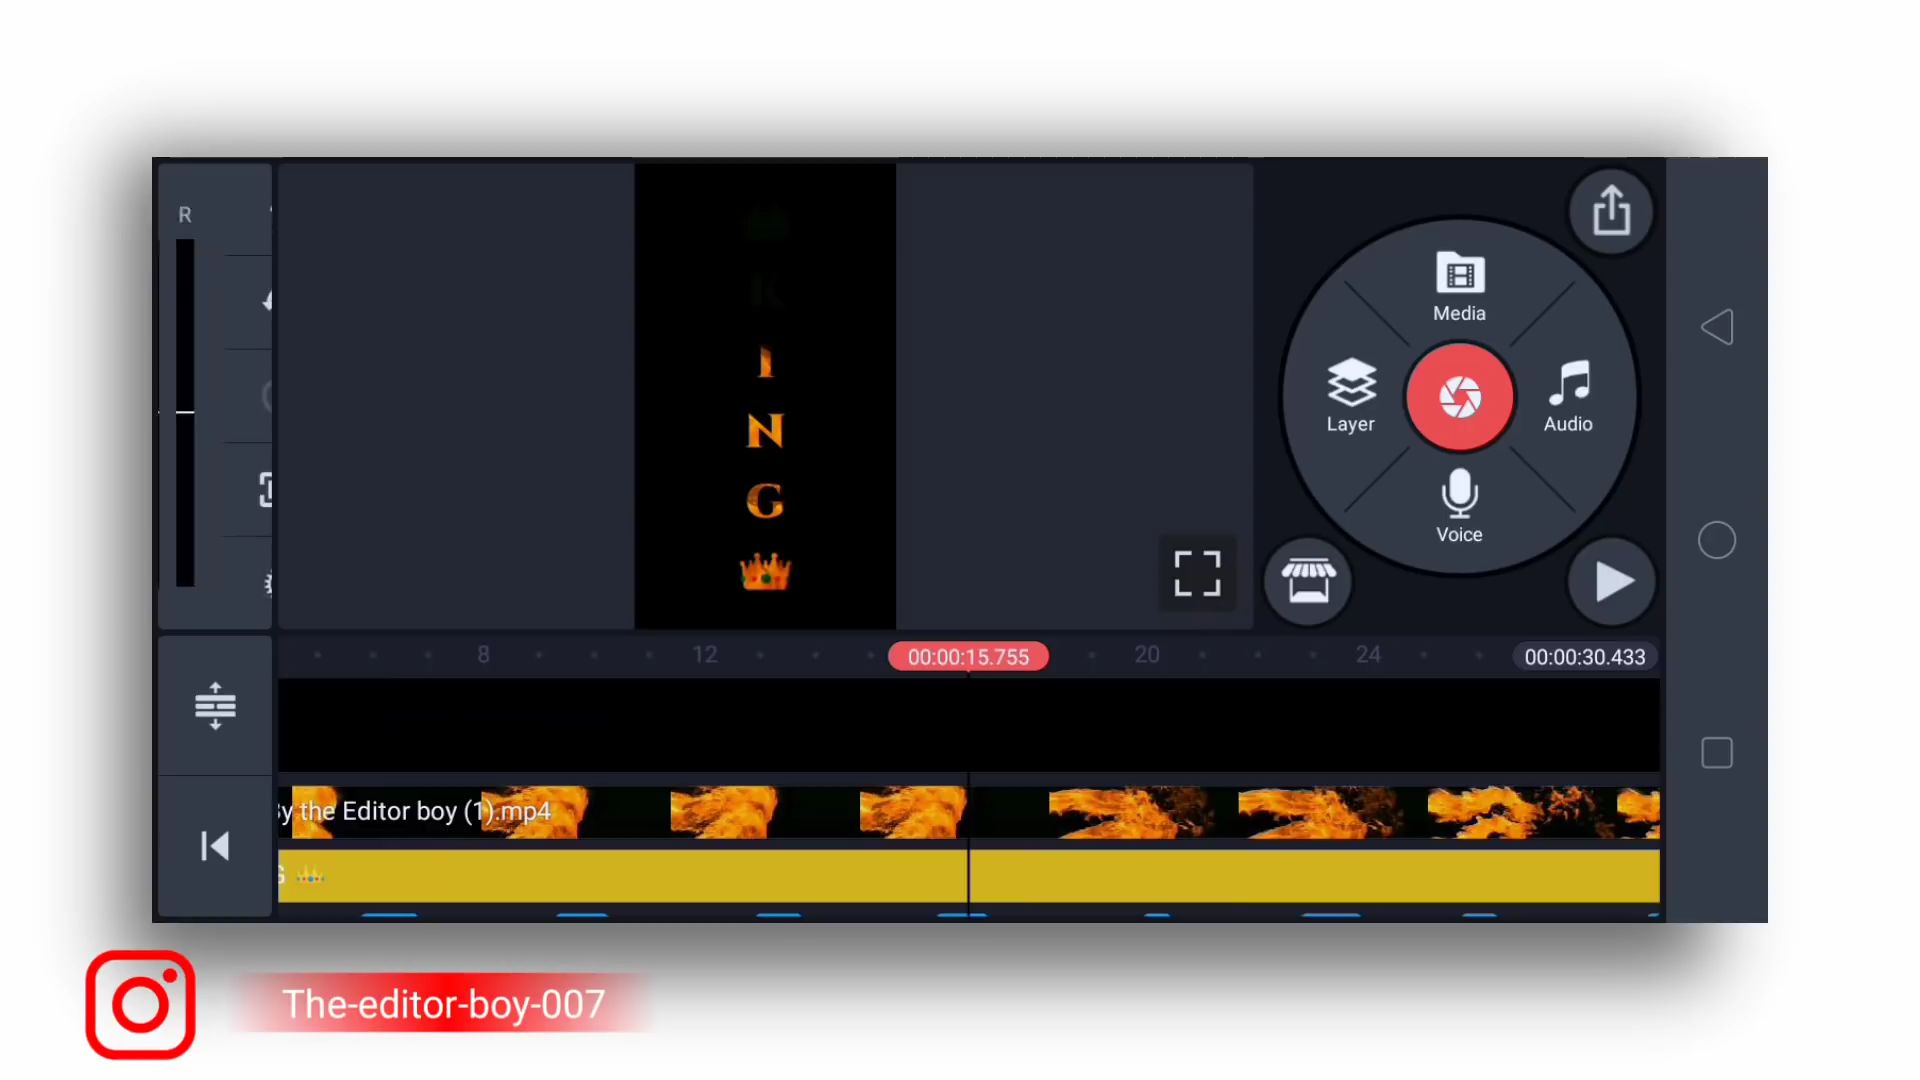 R
K
I
N
G
Media
Layer
Audio
Voice
8
12
00:00:15.755
20
24
00:00:30.433
By the Editor boy (1).mp4
G
The-editor-boy-007